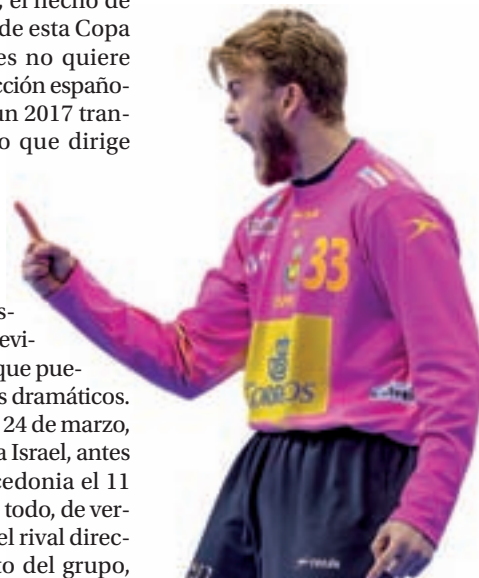 , el hecho de
de esta Copa
es no quiere
cción españo-
un 2017 tran-
o que dirige
s-
evi-
que pue-
s dramáticos.
24 de marzo,
a Israel, antes
cedonia el 11
todo, de ver-
el rival direc-
to del grupo,
33
CORREOS